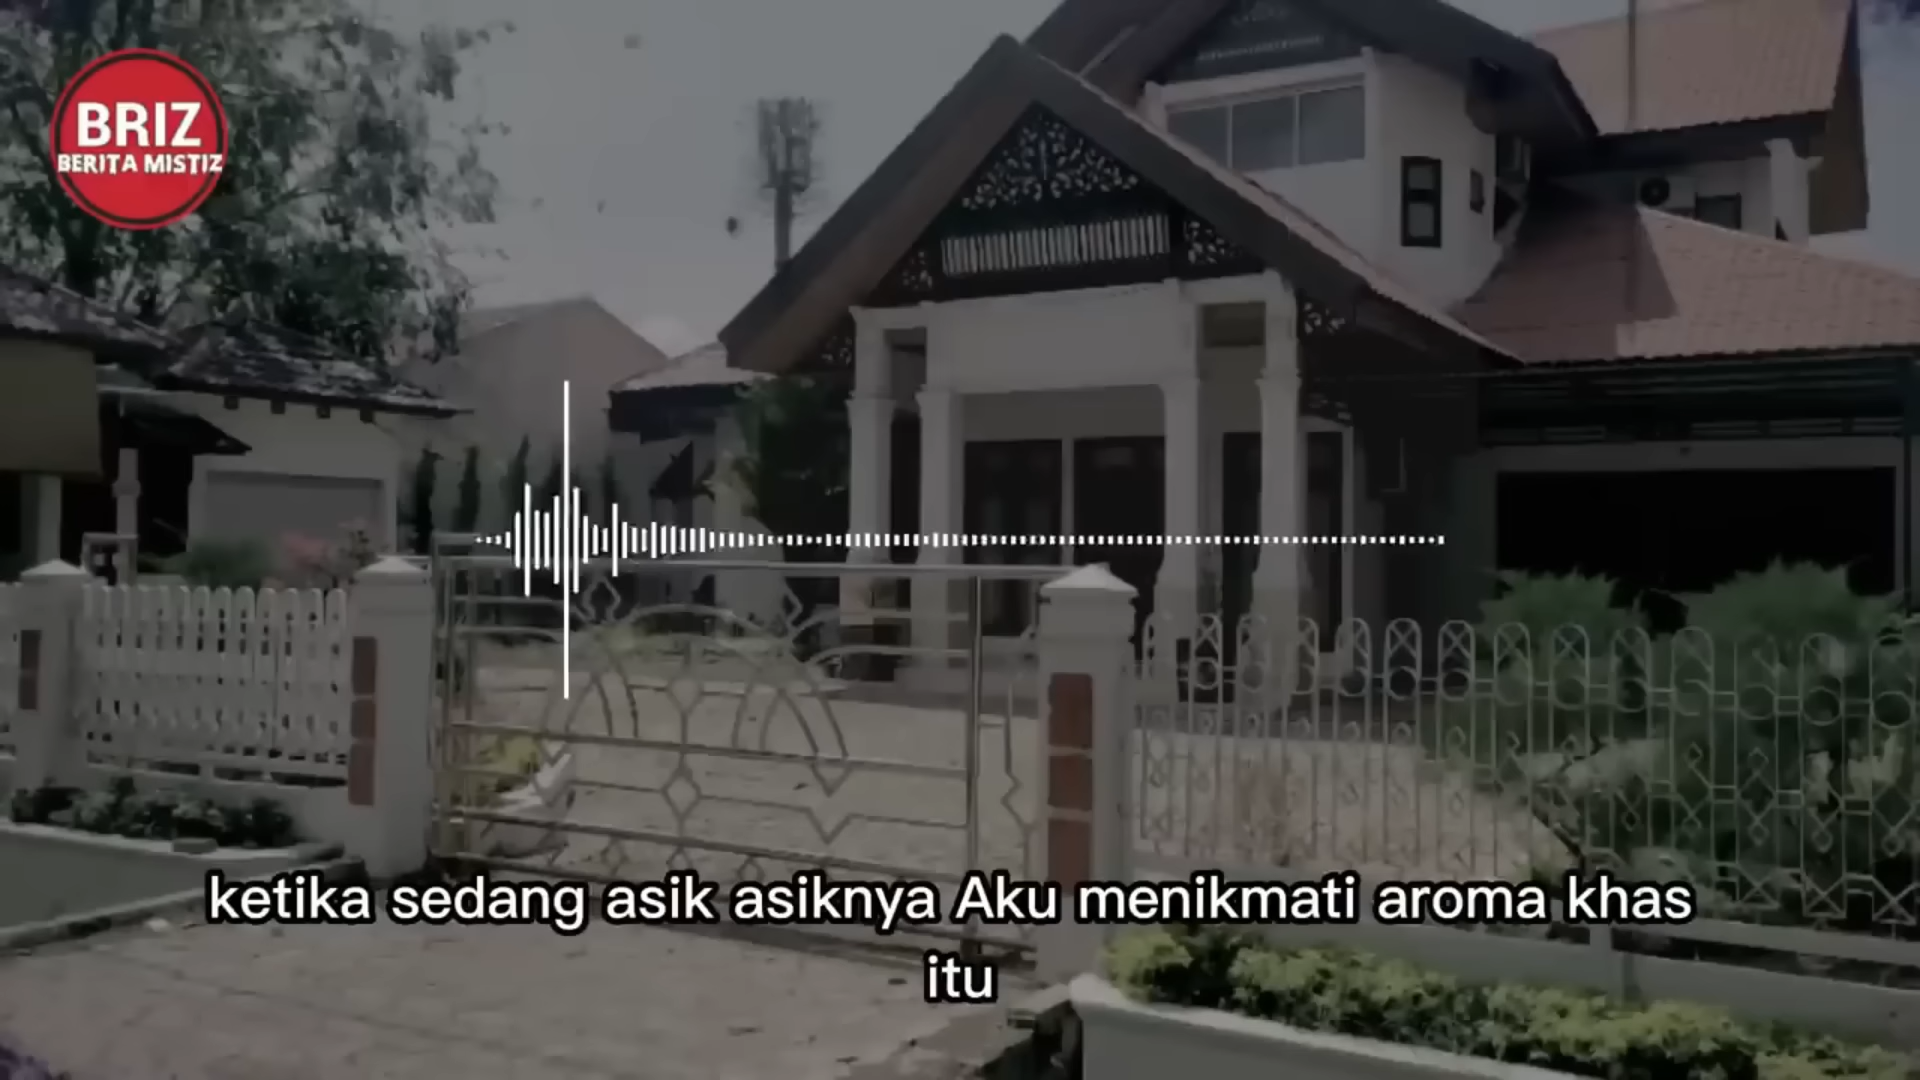 BRIZ
BERITA MISTIZ
ketika sedang asik asiknya Aku menikmati aroma khas
itu